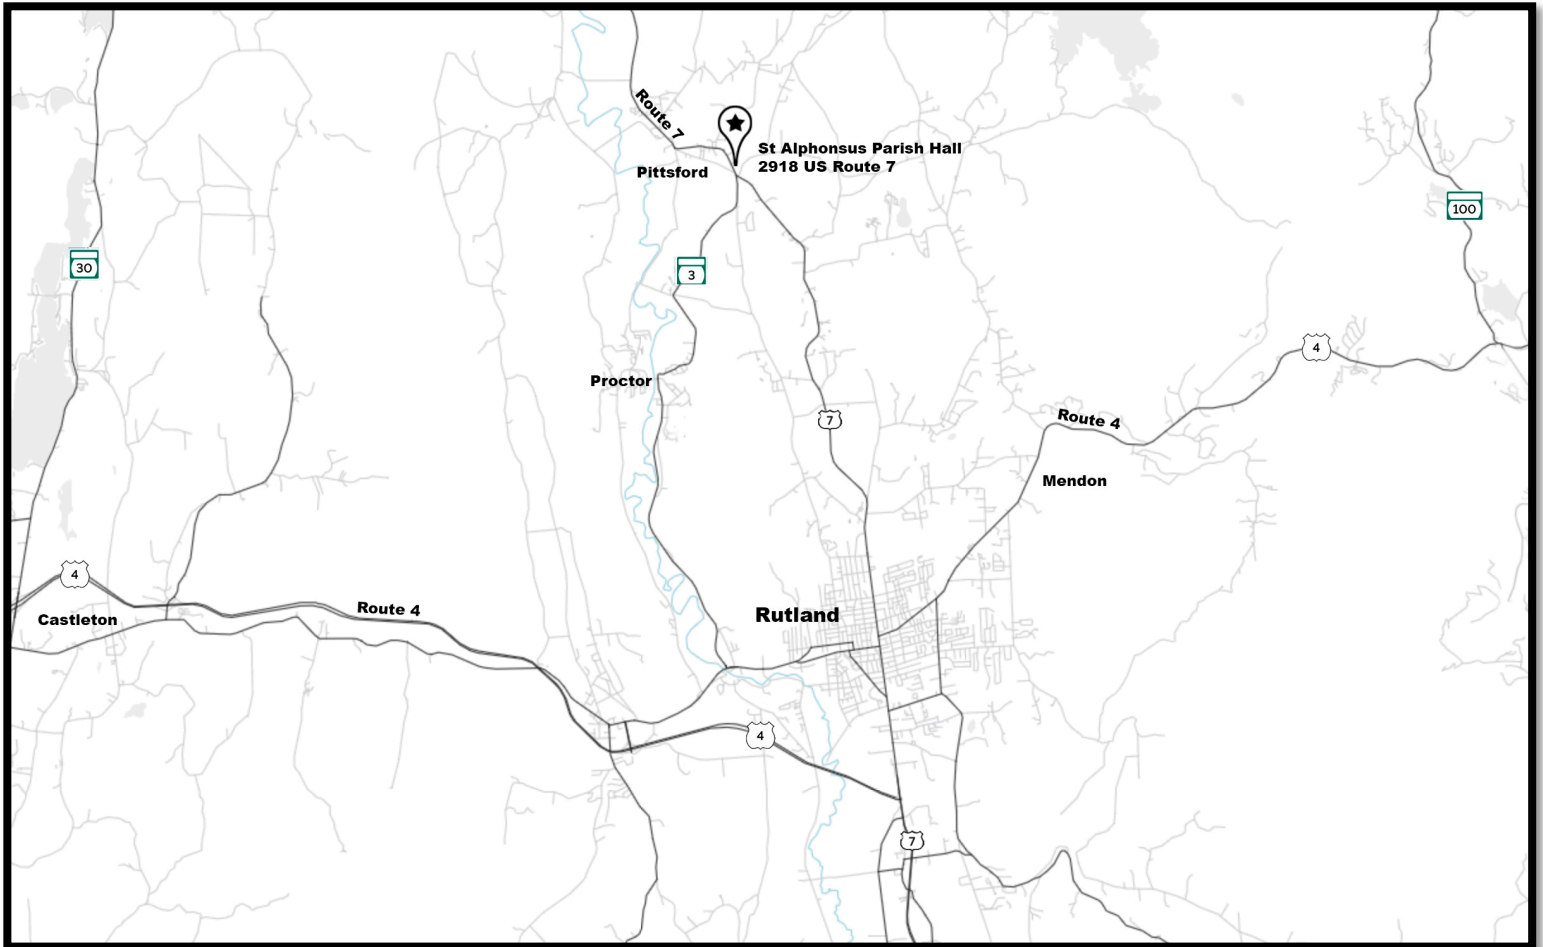 Route 7
St Alphonsus Parish Hall
2918 US Route 7
Pittsford
100
30
3
4
Proctor
7
Route 4
Mendon
4
Route 4
Rutland
Castleton
4
7